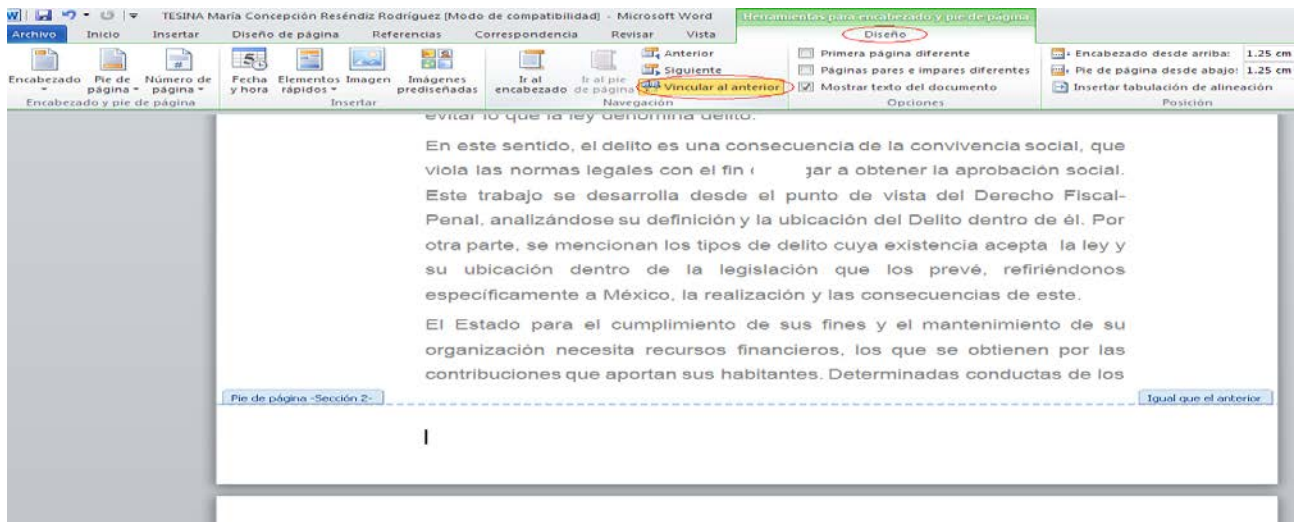 TESINA María Concepción Reséndiz Rodríguez [Modo de compatibilidad] - Microsoft Word
Herramientas para encabezado y pie de página
Archivo Inicio Insertar Diseño de página Referencias Correspondencia Revisar Vista Diseño
Encabezado
Pie de página
Número de página
Encabezado y pie de página
Fecha y hora
Elementos rápidos
Imagen
Imágenes prediseñadas
Insertar
Ir al encabezado
Ir al pie de página
Anterior
Siguiente
Vincular al anterior
Navegación
Primera página diferente
Páginas pares e impares diferentes
Mostrar texto del documento
Opciones
Encabezado desde arriba: 1.25 cm
Pie de página desde abajo: 1.25 cm
Insertar tabulación de alineación
Posición
evitar lo que la ley denomina delito.
En este sentido, el delito es una consecuencia de la convivencia social, que
viola las normas legales con el fin gar a obtener la aprobación social.
Este trabajo se desarrolla desde el punto de vista del Derecho Fiscal-
Penal, analizándose su definición y la ubicación del Delito dentro de él. Por
otra parte, se mencionan los tipos de delito cuya existencia acepta la ley y
su ubicación dentro de la legislación que los prevé, refiriéndonos
específicamente a México, la realización y las consecuencias de este.
El Estado para el cumplimiento de sus fines y el mantenimiento de su
organización necesita recursos financieros, los que se obtienen por las
contribuciones que aportan sus habitantes. Determinadas conductas de los
Pie de página -Sección 2-
Igual que el anterior